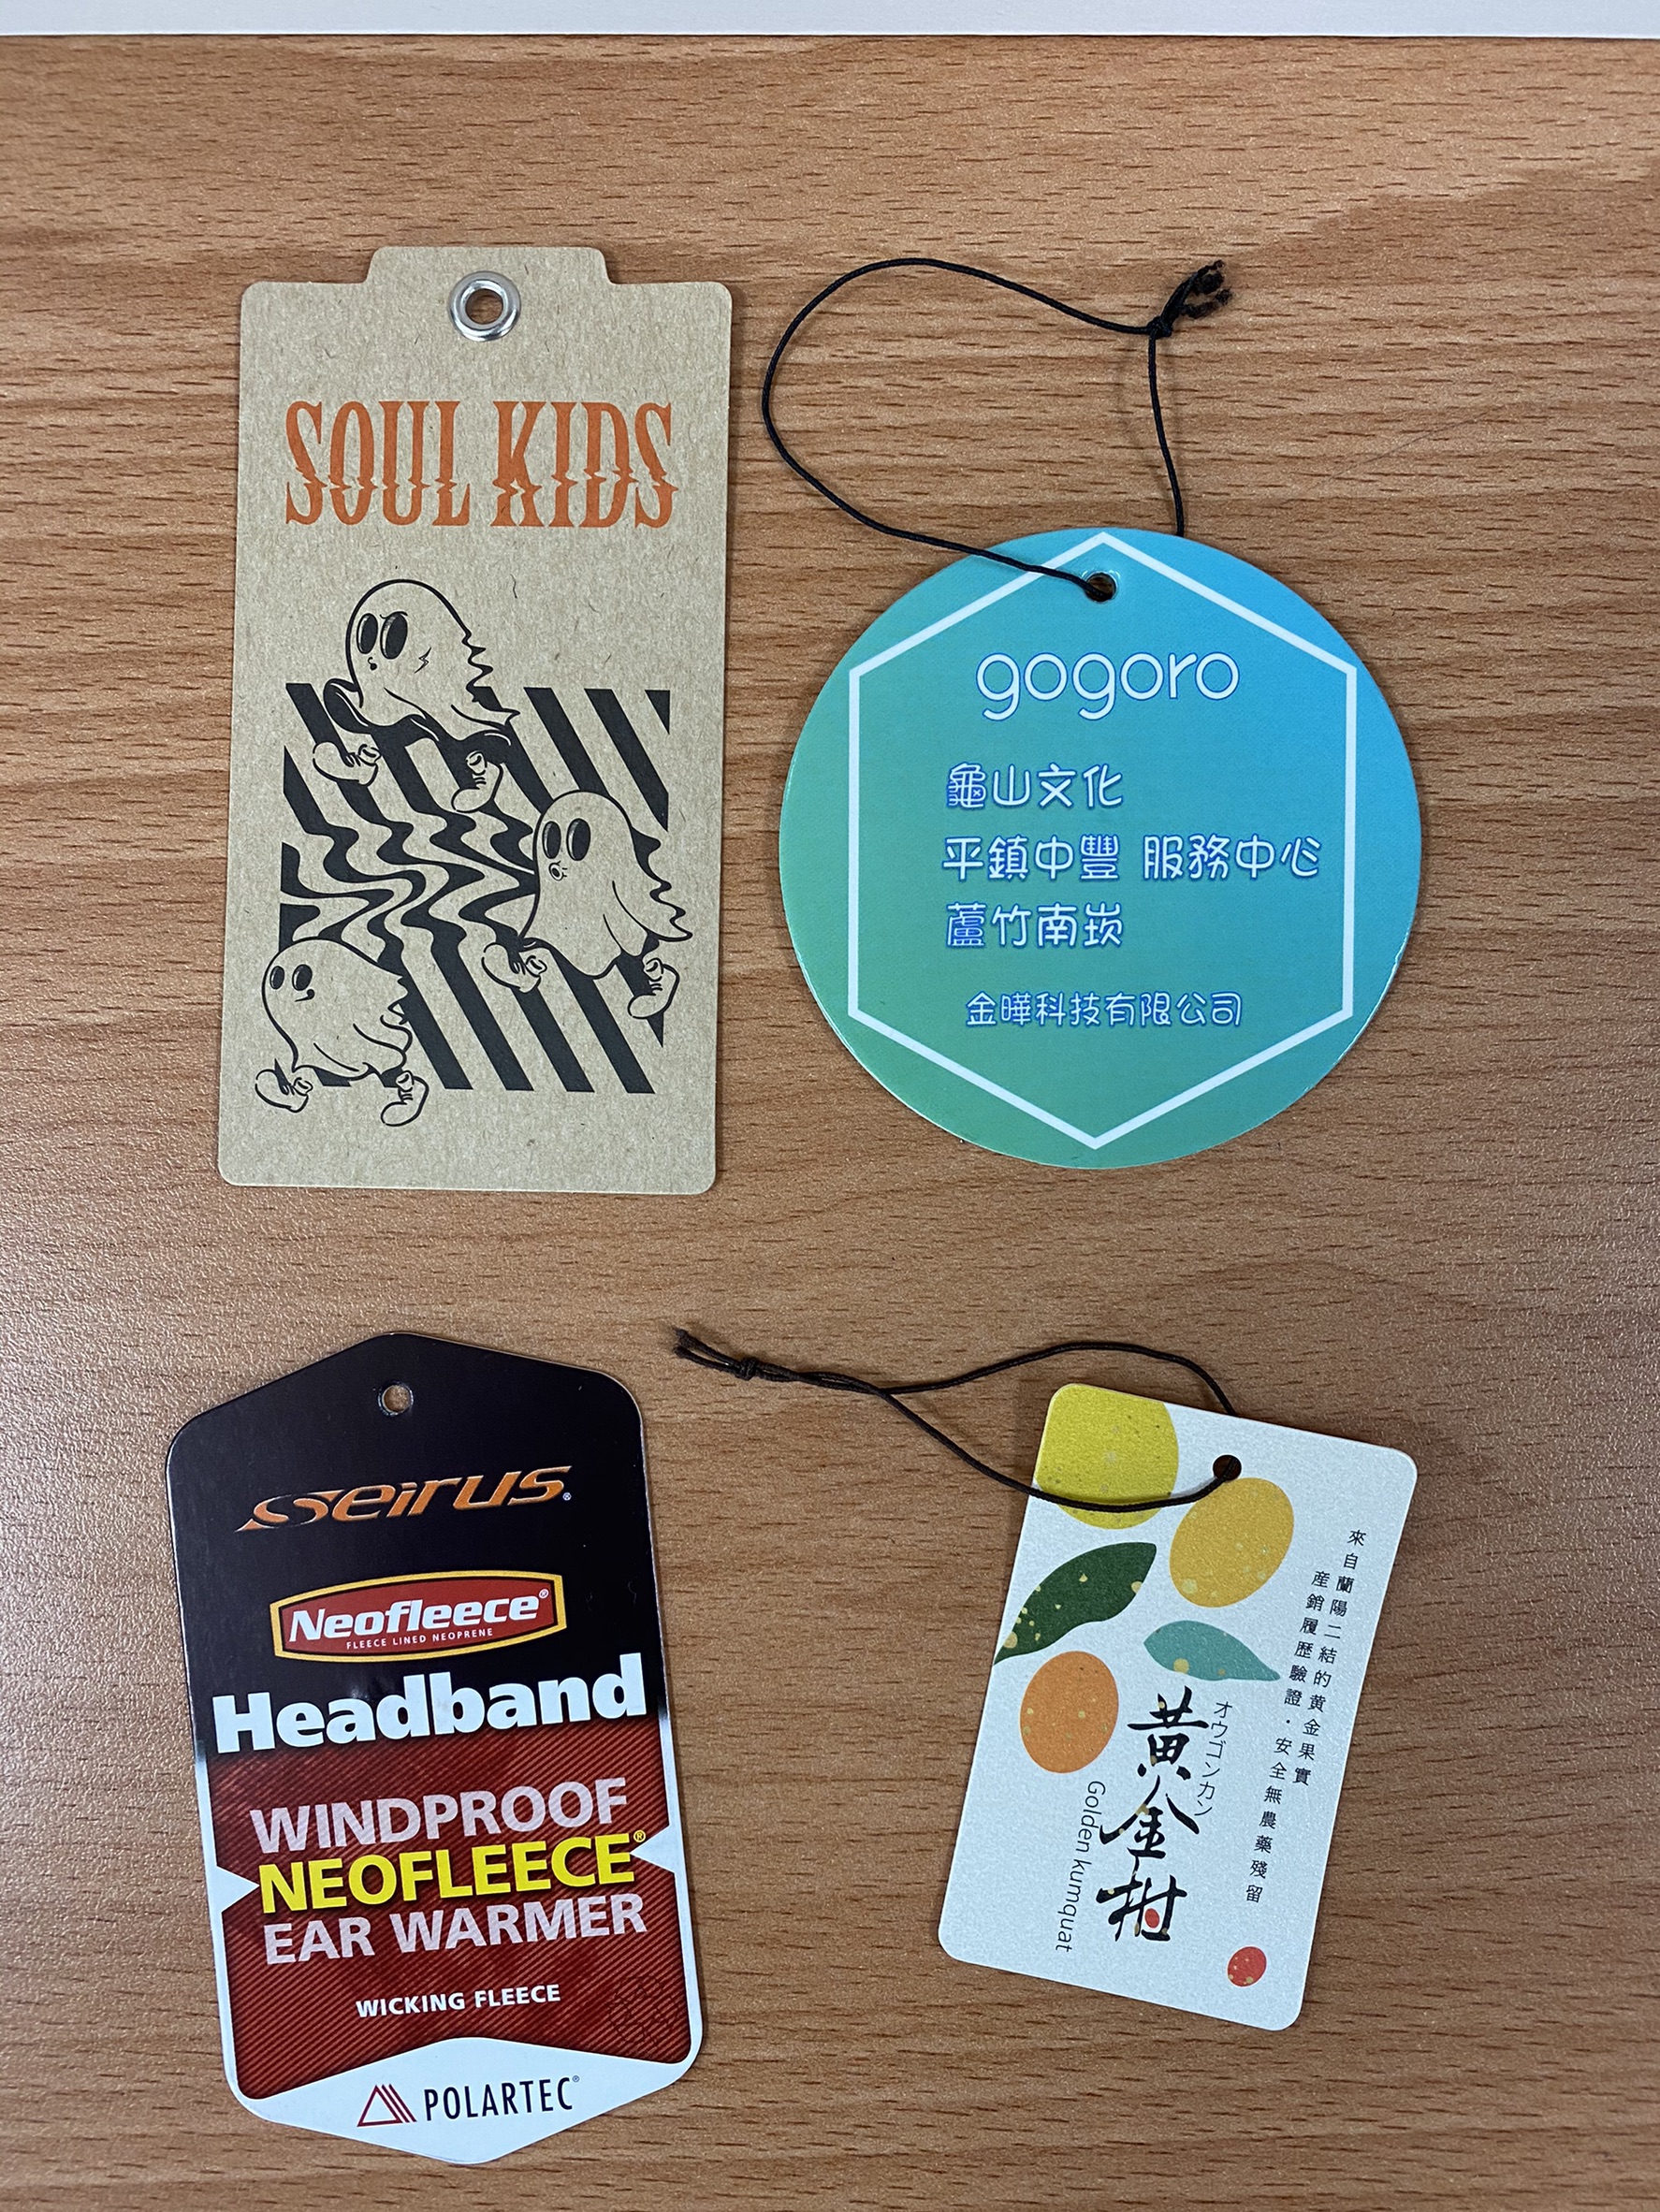 SOUL KIDS
gogoro
龜山文化
平鎮中豐 服務中心
蘆竹南崁
金曄科技有限公司
seirus®
Neofleece®
FLEECE LINED NEOPRENE
Headband
WINDPROOF
NEOFLEECE®
EAR WARMER
WICKING FLEECE
POLARTEC®
來自蘭陽二結的黃金果實
産銷履歷驗證・安全無農藥殘留
オウゴンカン
黃金柑
Golden kumquat